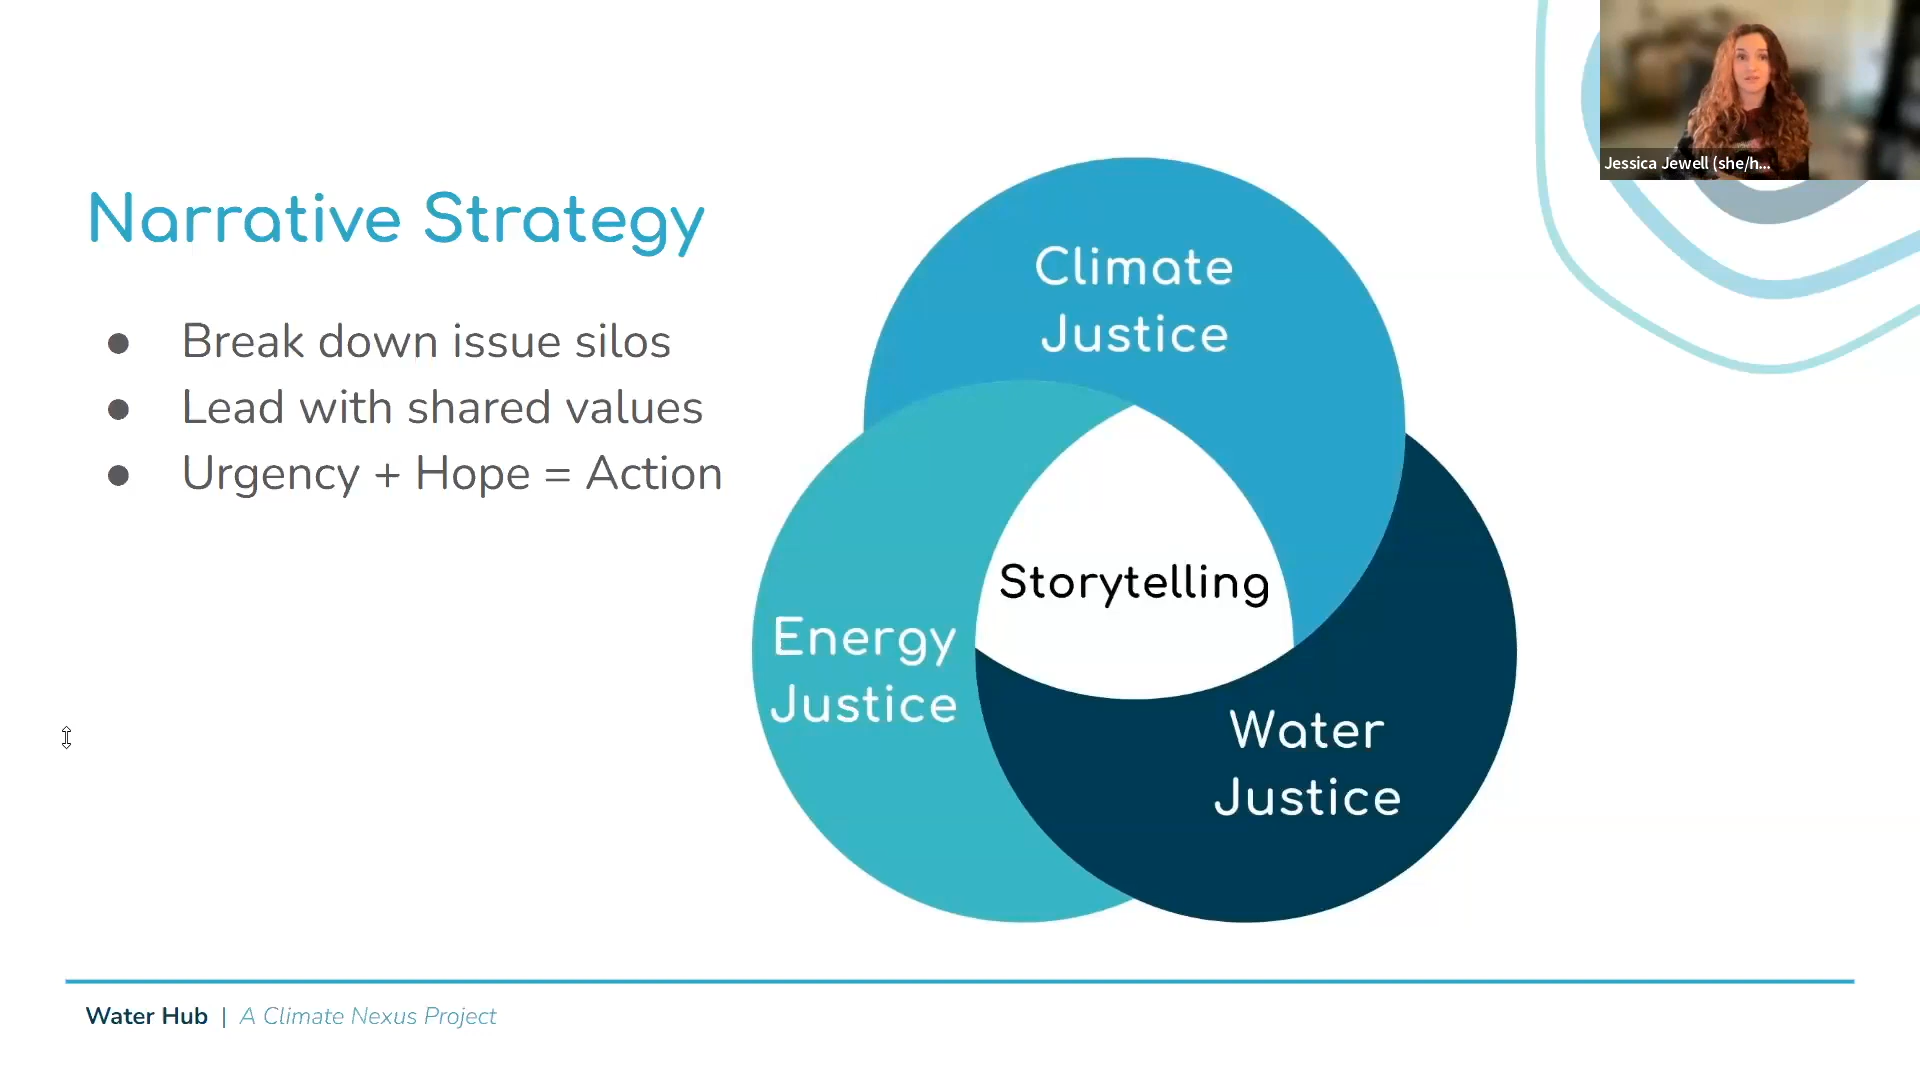 Jessica Jewell (she/h...
Narrative Strategy
● Break down issue silos
● Lead with shared values
● Urgency + Hope = Action
Climate
Justice
Storytelling
Energy
Justice
Water
Justice
Water Hub | A Climate Nexus Project